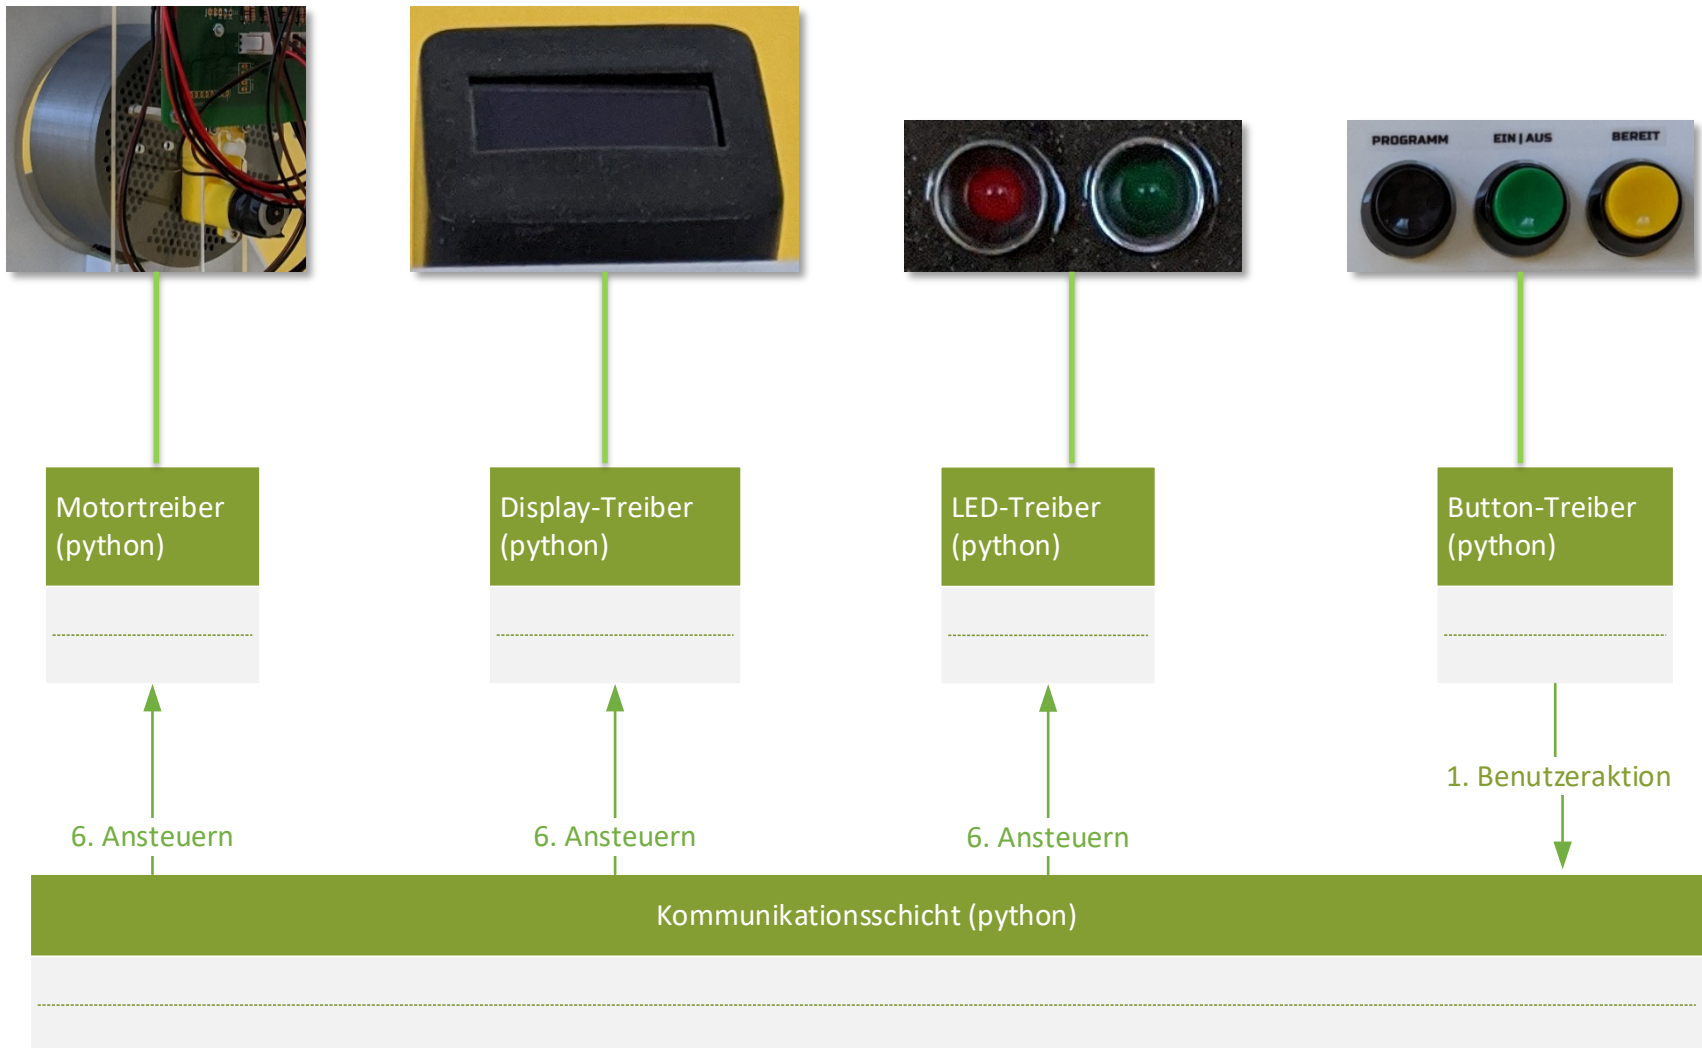 PROGRAMM
EIN | AUS
BEREIT
Motortreiber
(python)
Display-Treiber
(python)
LED-Treiber
(python)
Button-Treiber
(python)
1. Benutzeraktion
6. Ansteuern
6. Ansteuern
6. Ansteuern
Kommunikationsschicht (python)